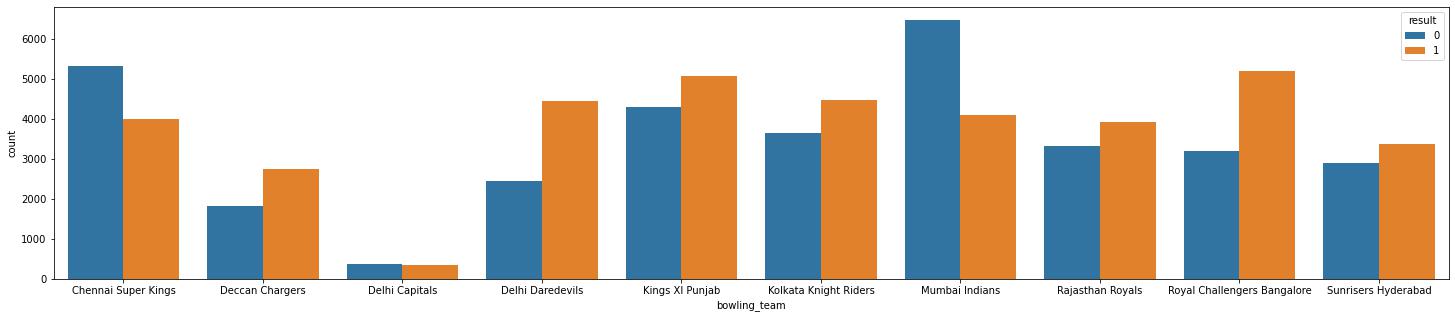 result
0
1
6000
5000
4000
3000
2000
1000
0
count
Chennai Super Kings Deccan Chargers Delhi Capitals Delhi Daredevils Kings XI Punjab Kolkata Knight Riders Mumbai Indians Rajasthan Royals Royal Challengers Bangalore Sunrisers Hyderabad
bowling_team